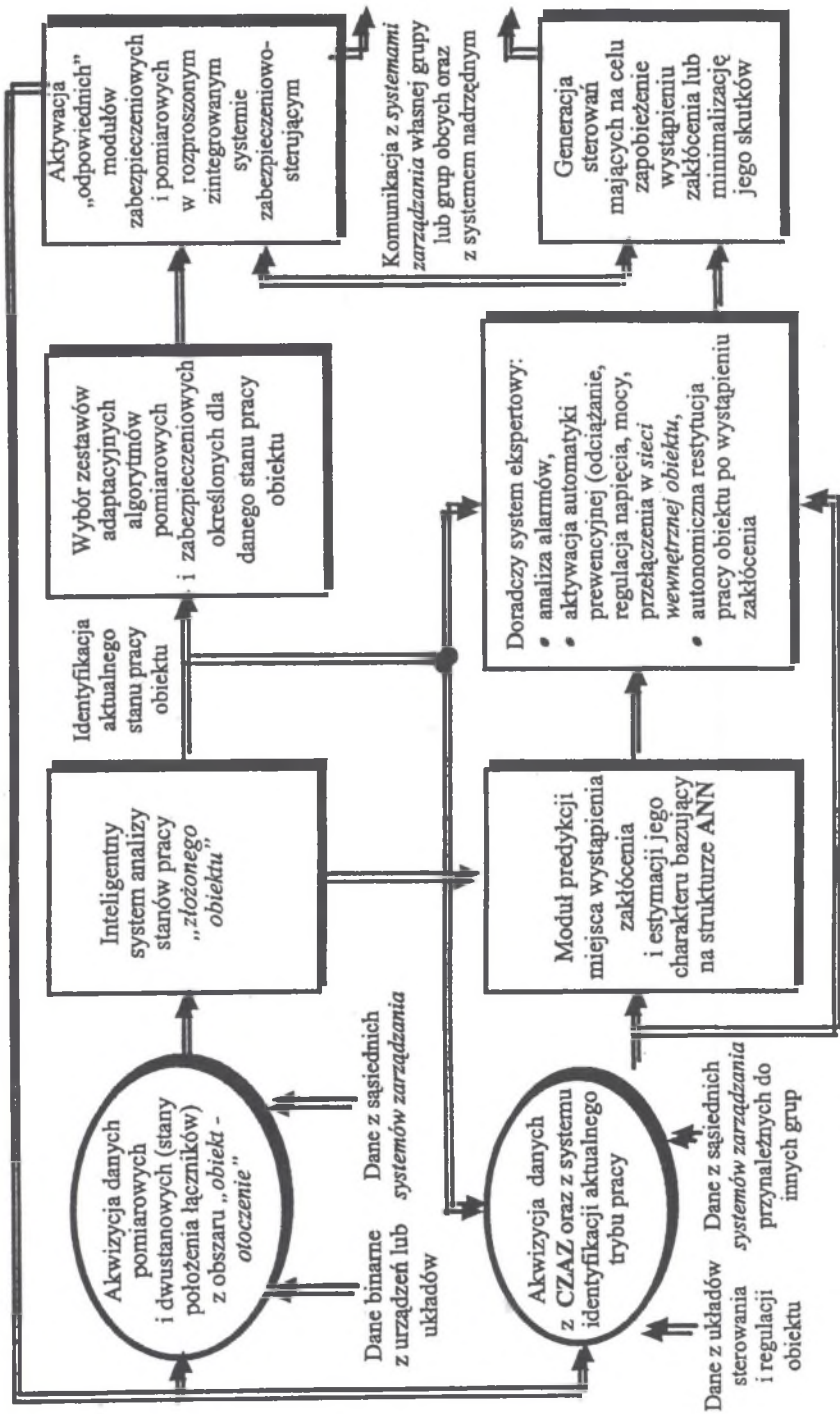 Akwizycja danych
pomiarowych
i dwustanowych (stany
położenia łączników)
z obszaru „obiekt -
otoczenie”
Dane binarne
z urządzeń lub
układów
Dane z sąsiednich
systemów zarządzania
Inteligentny
system analizy
stanów pracy
„złożonego
obiektu”
Identyfikacja
aktualnego
stanu pracy
obiektu
Wybór zestawów
adaptacyjnych
algorytmów
pomiarowych
i zabezpieczeniowych
określonych dla
danego stanu pracy
obiektu
Aktywacja
„odpowiednich”
modułów
zabezpieczeniowych
i pomiarowych
w rozproszonym
zintegrowanym
systemie
zabezpieczeniowo-
sterującym
Komunikacja z systemami
zarządzania własnej grupy
lub grup obcych oraz
z systemem nadrzędnym
Akwizycja danych
z CZAZ oraz z systemu
identyfikacji aktualnego
trybu pracy
Dane z układów
sterowania
i regulacji
obiektu
Dane z sąsiednich
systemów zarządzania
przynależnych do
innych grup
Moduł predykcji
miejsca wystąpienia
zakłócenia
i estymacji jego
charakteru bazujący
na strukturze ANN
Doradczy system ekspertowy:
• analiza alarmów,
• aktywacja automatyki
prewencyjnej (odciążanie,
regulacja napięcia, mocy,
przełączenia w sieci
wewnętrznej obiektu,
• autonomiczna restytucja
pracy obiektu po wystąpieniu
zakłócenia
Generacja
sterowań
mających na celu
zapobieżenie
wystąpieniu
zakłócenia lub
minimalizację
jego skutków